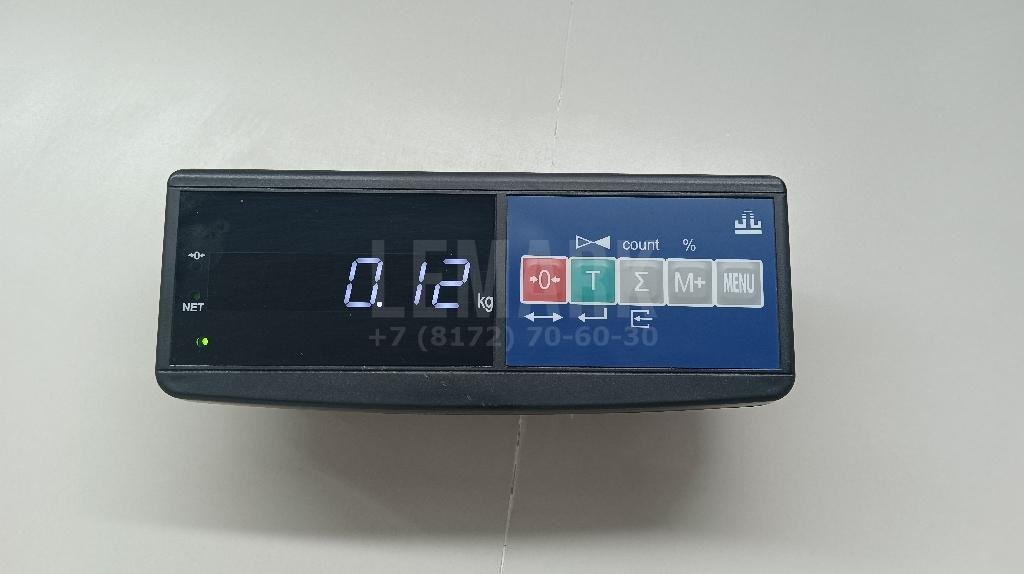 count %
→0←
0.12 kg
→0← T Σ M+ MENU
NET
LEMARK
+7 (8172) 70-60-30